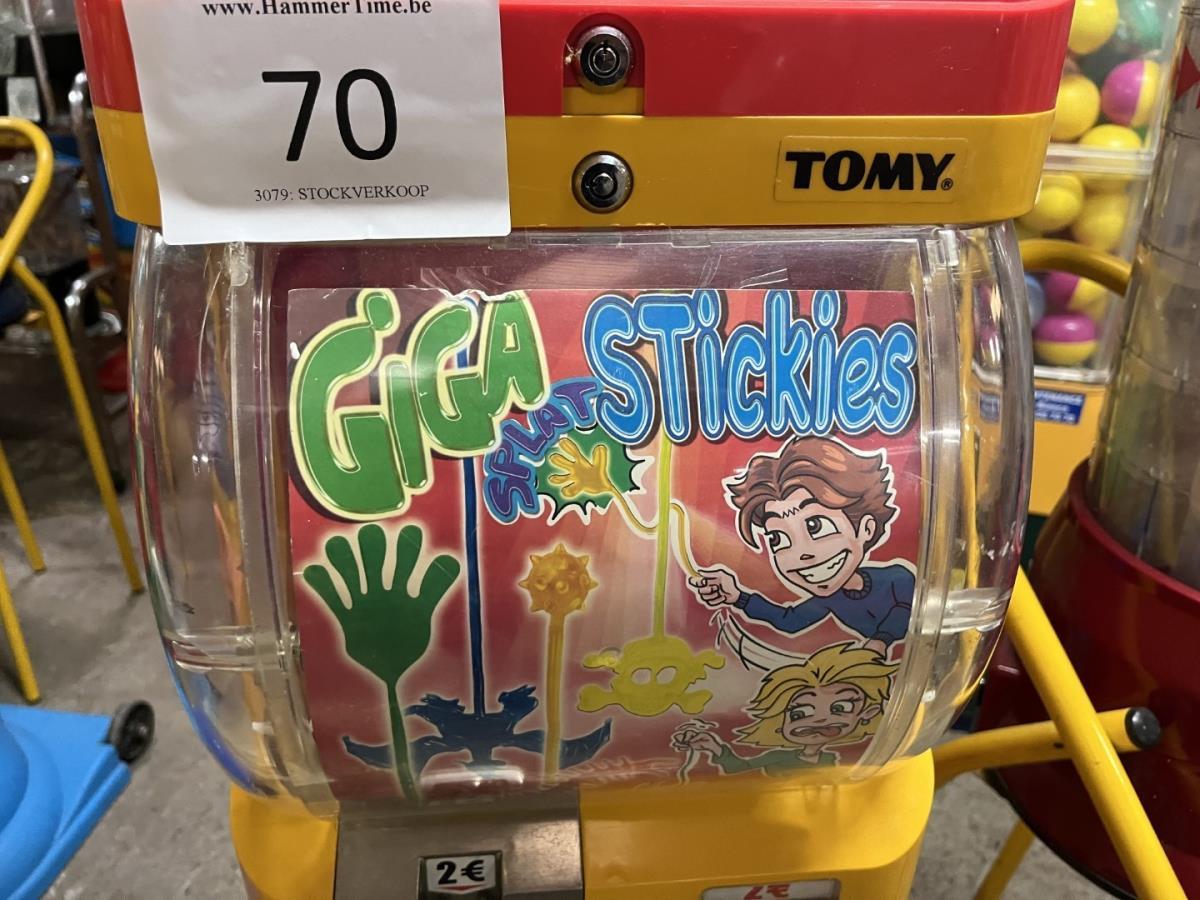 www.HammerTime.be
70
3079: STOCKVERKOOP
TOMY®
GiGA STickies
SPLAT
2€
2€